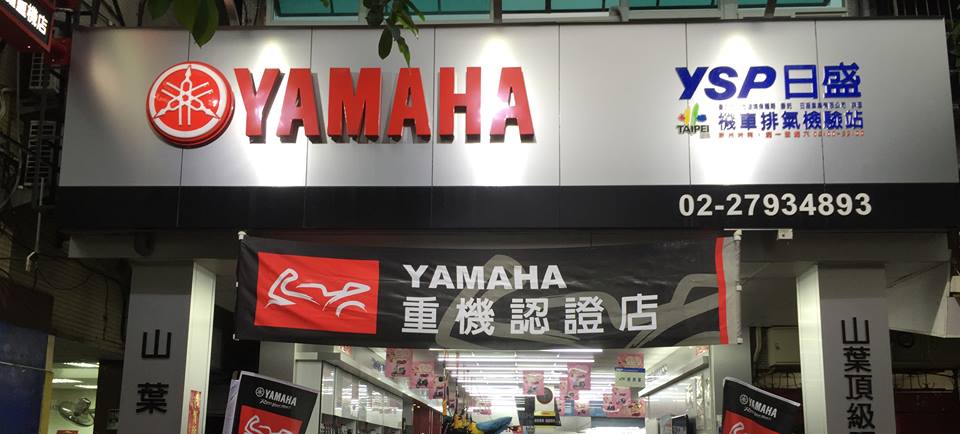 YAMAHA
YSP日盛
TAIPEI
機車排氣檢驗站
02-27934893
YAMAHA
重機認證店
山葉
山葉頂級
YAMAHA
YAMAHA